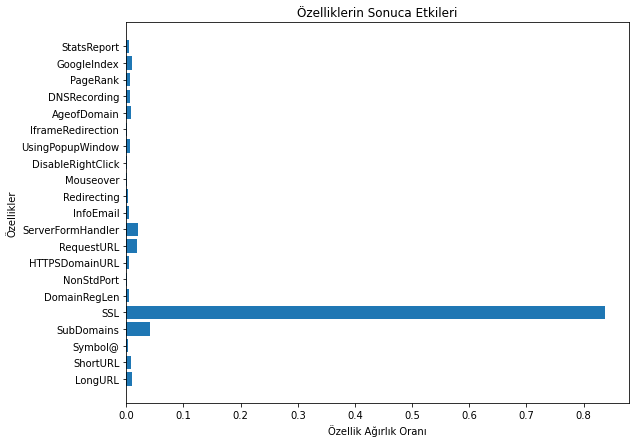 Özelliklerin Sonuca Etkileri
Özellikler
StatsReport
GoogleIndex
PageRank
DNSRecording
AgeofDomain
IframeRedirection
UsingPopupWindow
DisableRightClick
Mouseover
Redirecting
InfoEmail
ServerFormHandler
RequestURL
HTTPSDomainURL
NonStdPort
DomainRegLen
SSL
SubDomains
Symbol@
ShortURL
LongURL
0.0 0.1 0.2 0.3 0.4 0.5 0.6 0.7 0.8
Özellik Ağırlık Oranı